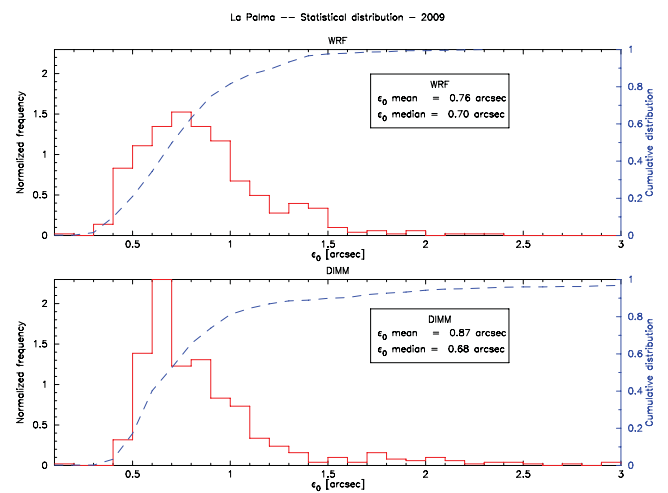 La Palma –– Statistical distribution – 2009
WRF
Normalized frequency
2
1.5
1
0.5
0
WRF
ε₀ mean = 0.76 arcsec
ε₀ median = 0.70 arcsec
1
0.8
0.6
0.4
0.2
0
Cumulative distribution
0.5 1 1.5 2 2.5 3
ε₀ [arcsec]
DIMM
Normalized frequency
2
1.5
1
0.5
0
DIMM
ε₀ mean = 0.87 arcsec
ε₀ median = 0.68 arcsec
1
0.8
0.6
0.4
0.2
0
Cumulative distribution
0.5 1 1.5 2 2.5 3
ε₀ [arcsec]